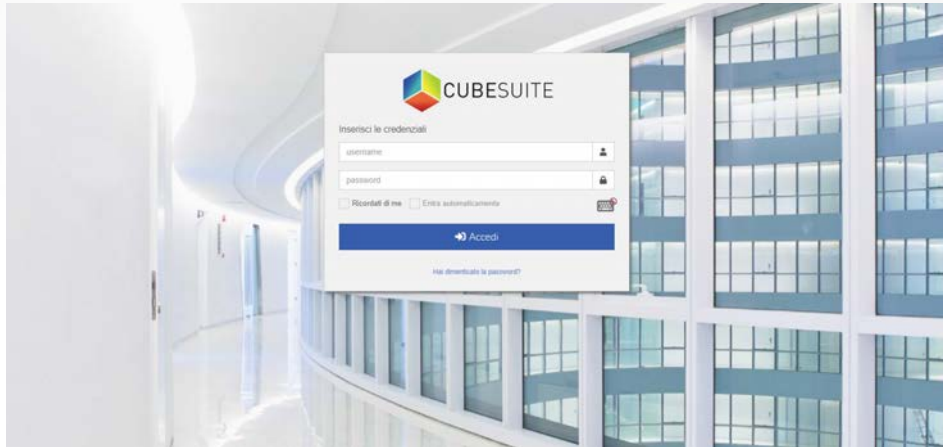 CUBESUITE
Inserisci le credenziali
username
password
Ricordati di me Entra automaticamente
Accedi
Hai dimenticato la password?